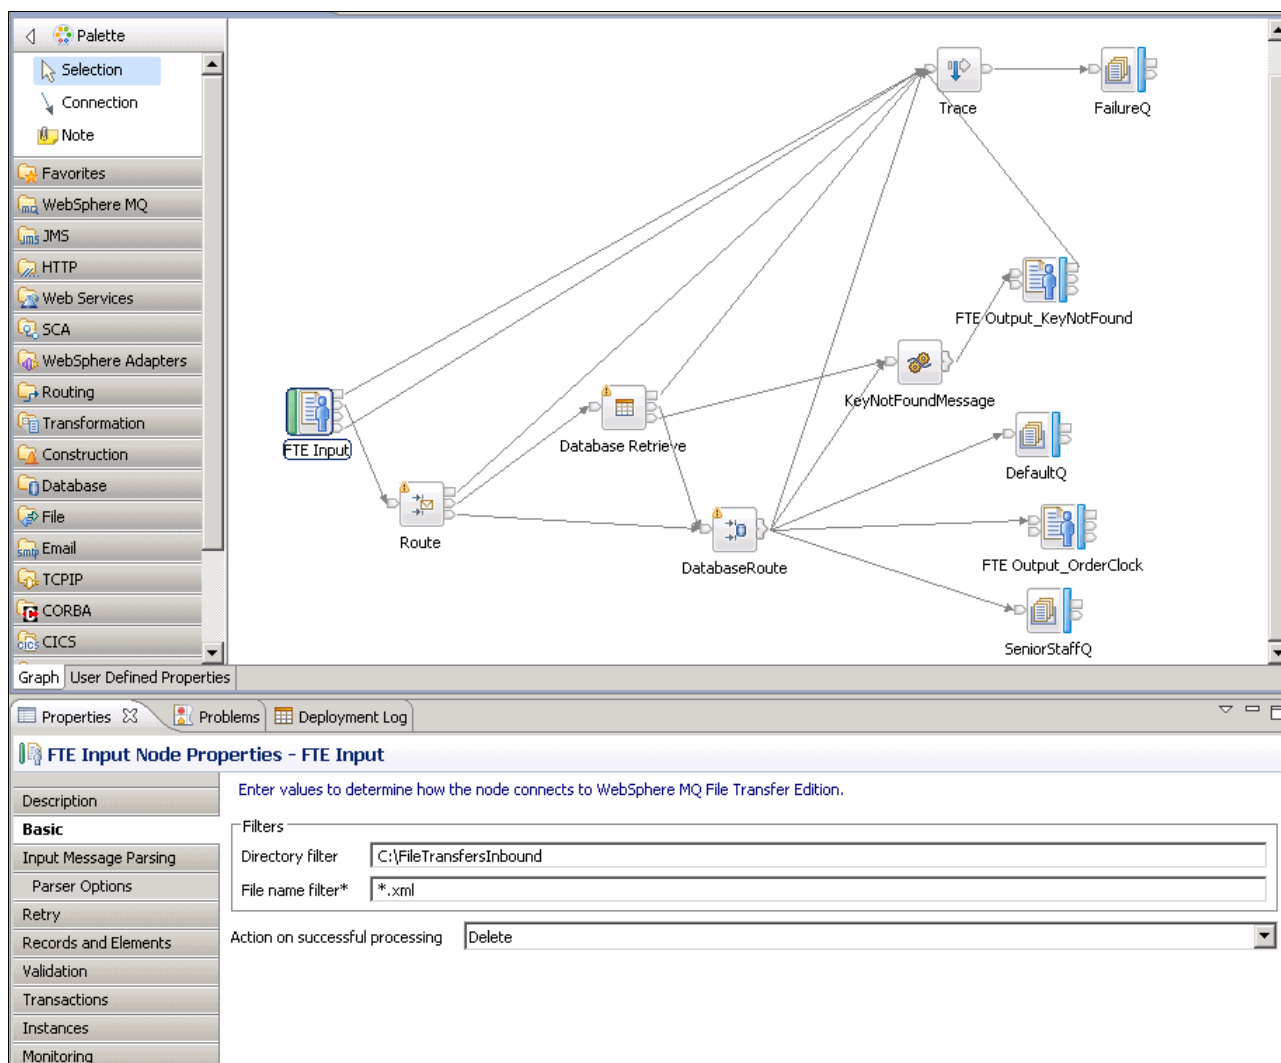 Palette
Selection
Connection
Note
Favorites
WebSphere MQ
JMS
HTTP
Web Services
SCA
WebSphere Adapters
Routing
Transformation
Construction
Database
File
Email
TCPIP
CORBA
CICS
Trace
FailureQ
FTE Output_KeyNotFound
KeyNotFoundMessage
FTE Input
Database Retrieve
DefaultQ
Route
DatabaseRoute
FTE Output_OrderClock
SeniorStaffQ
Graph User Defined Properties
Properties Problems Deployment Log
FTE Input Node Properties - FTE Input
Description
Basic
Input Message Parsing
Parser Options
Retry
Records and Elements
Validation
Transactions
Instances
Monitoring
Enter values to determine how the node connects to WebSphere MQ File Transfer Edition.
Filters
Directory filter C:\FileTransfersInbound
File name filter* *.xml
Action on successful processing Delete